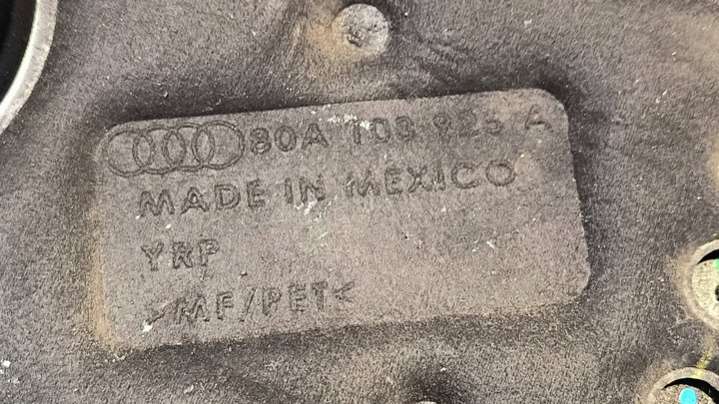 80A 103 925 A
MADE IN MEXICO
YRP
>MF/PET<